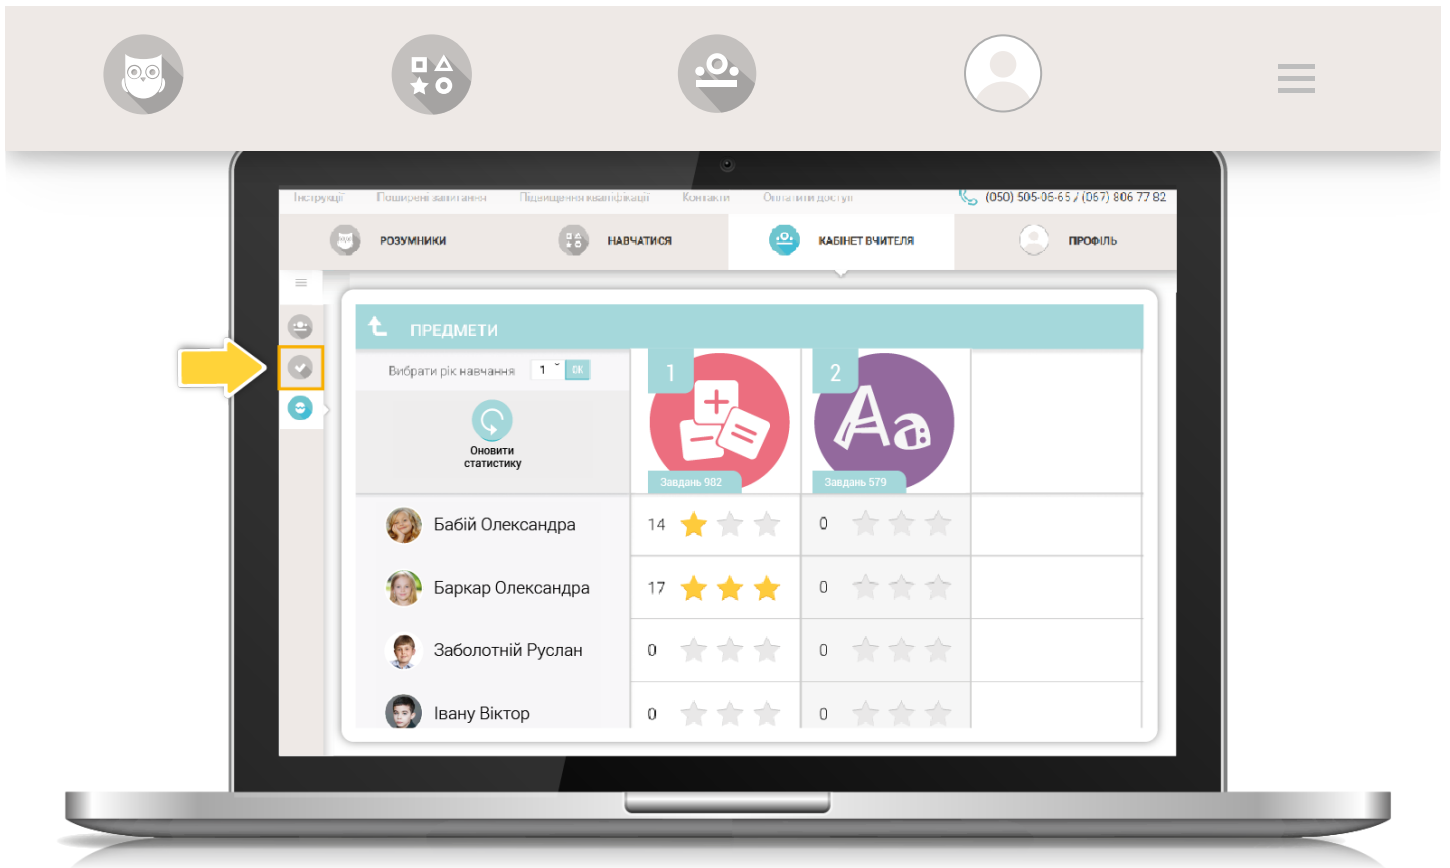 Інструкції Поширені запитання Підвищення кваліфікації Контакти Оплатити доступ (050) 505-06-65 / (067) 806 77 82
РОЗУМНИКИ НАВЧАТИСЯ КАБІНЕТ ВЧИТЕЛЯ ПРОФІЛЬ
ПРЕДМЕТИ
Вибрати рік навчання 1 ОК
1 2
Aa
Оновити
статистику
Завдань 982 Завдань 579
Бабій Олександра 14 0
Баркар Олександра 17 0
Заболотній Руслан 0 0
Івану Віктор 0 0